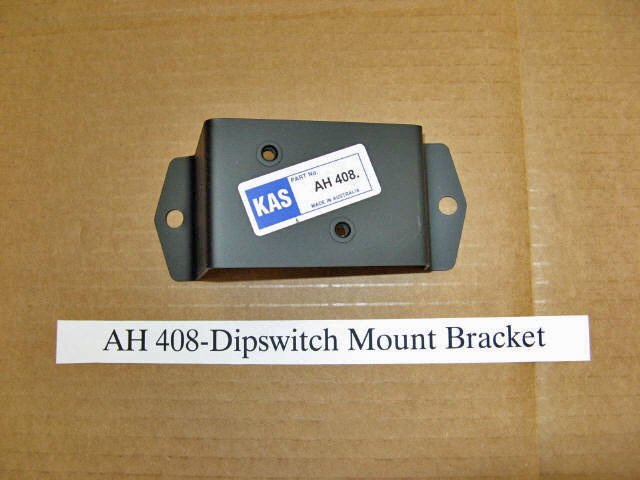 PART No.
KAS
AH 408.
MADE IN AUSTRALIA
AH 408-Dipswitch Mount Bracket